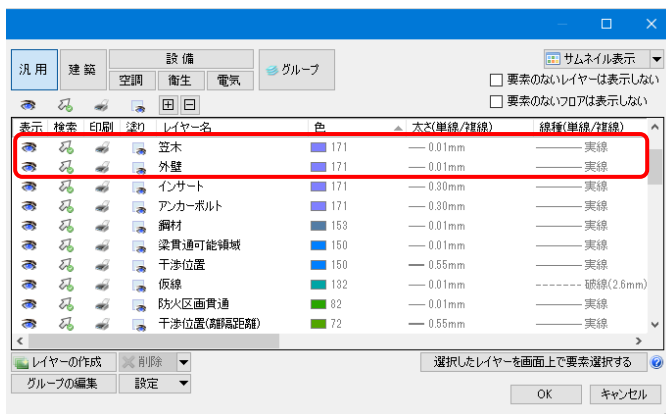 汎用 建築 設備 グループ サムネイル表示
空調 衛生 電気 要素のないレイヤーは表示しない
要素のないフロアは表示しない
表示 検索 印刷 塗り レイヤー名 色 太さ(単線/複線) 線種(単線/複線)
笠木 171 0.01mm 実線
外壁 171 0.01mm 実線
インサート 171 0.30mm 実線
アンカーボルト 171 0.30mm 実線
鋼材 153 0.01mm 実線
梁貫通可能領域 150 0.01mm 実線
干渉位置 150 0.55mm 実線
仮線 132 0.01mm 破線(2.6mm)
防火区画貫通 82 0.01mm 実線
干渉位置(離隔距離) 72 0.55mm 実線
レイヤーの作成 削除 選択したレイヤーを画面上で要素選択する
グループの編集 設定
OK キャンセル